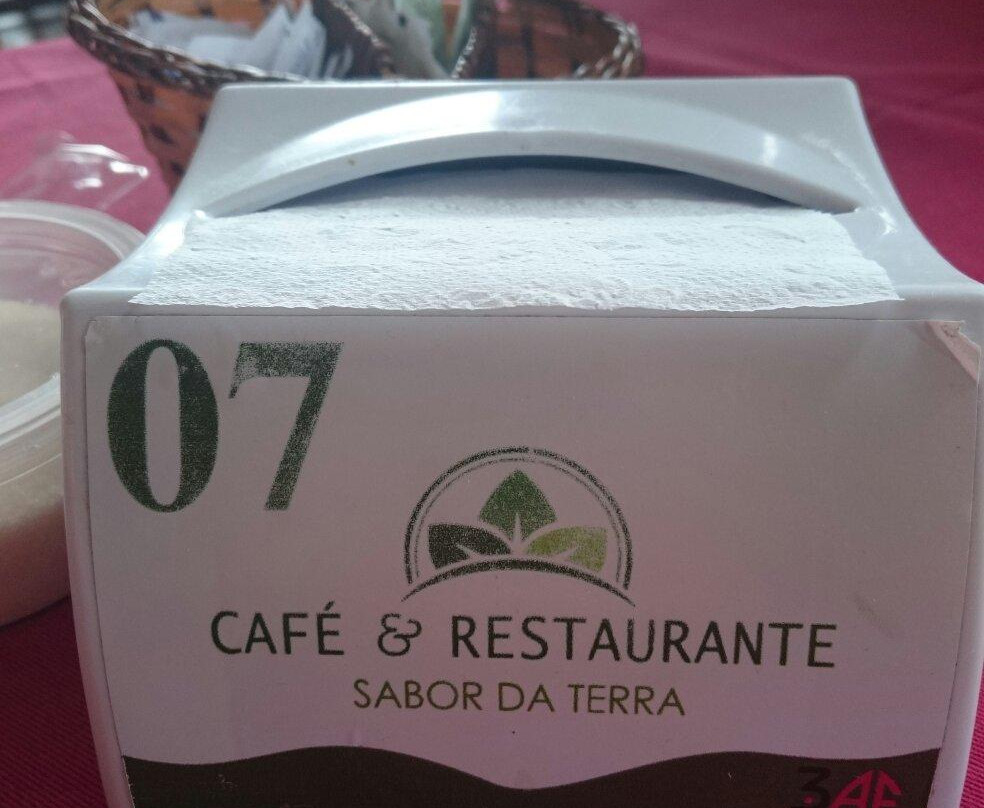 07
CAFÉ & RESTAURANTE
SABOR DA TERRA